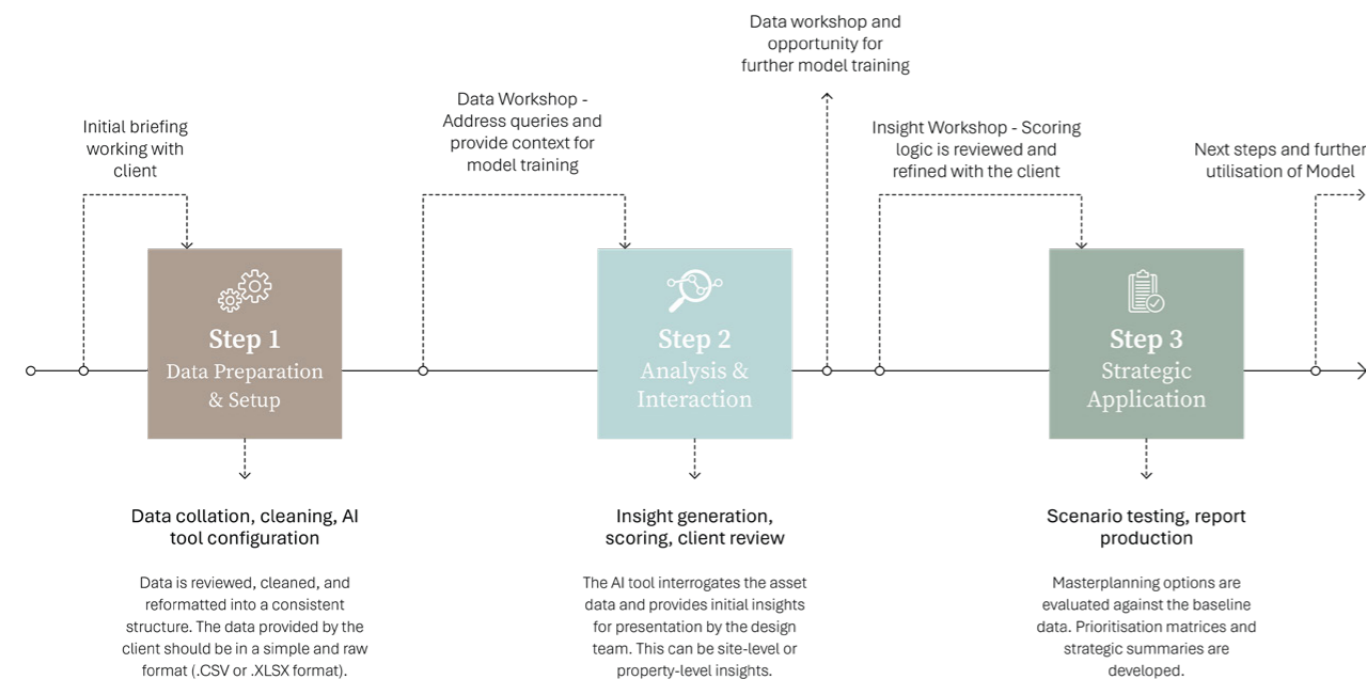 Initial briefing
working with
client
Data Workshop -
Address queries and
provide context for
model training
Data workshop and
opportunity for
further model training
Insight Workshop - Scoring
logic is reviewed and
refined with the client
Next steps and further
utilisation of Model
Step 1
Data Preparation
& Setup
Step 2
Analysis &
Interaction
Step 3
Strategic
Application
Data collation, cleaning, AI
tool configuration
Data is reviewed, cleaned, and
reformatted into a consistent
structure. The data provided by the
client should be in a simple and raw
format (.CSV or .XLSX format).
Insight generation,
scoring, client review
The AI tool interrogates the asset
data and provides initial insights
for presentation by the design
team. This can be site-level or
property-level insights.
Scenario testing, report
production
Masterplanning options are
evaluated against the baseline
data. Prioritisation matrices and
strategic summaries are
developed.